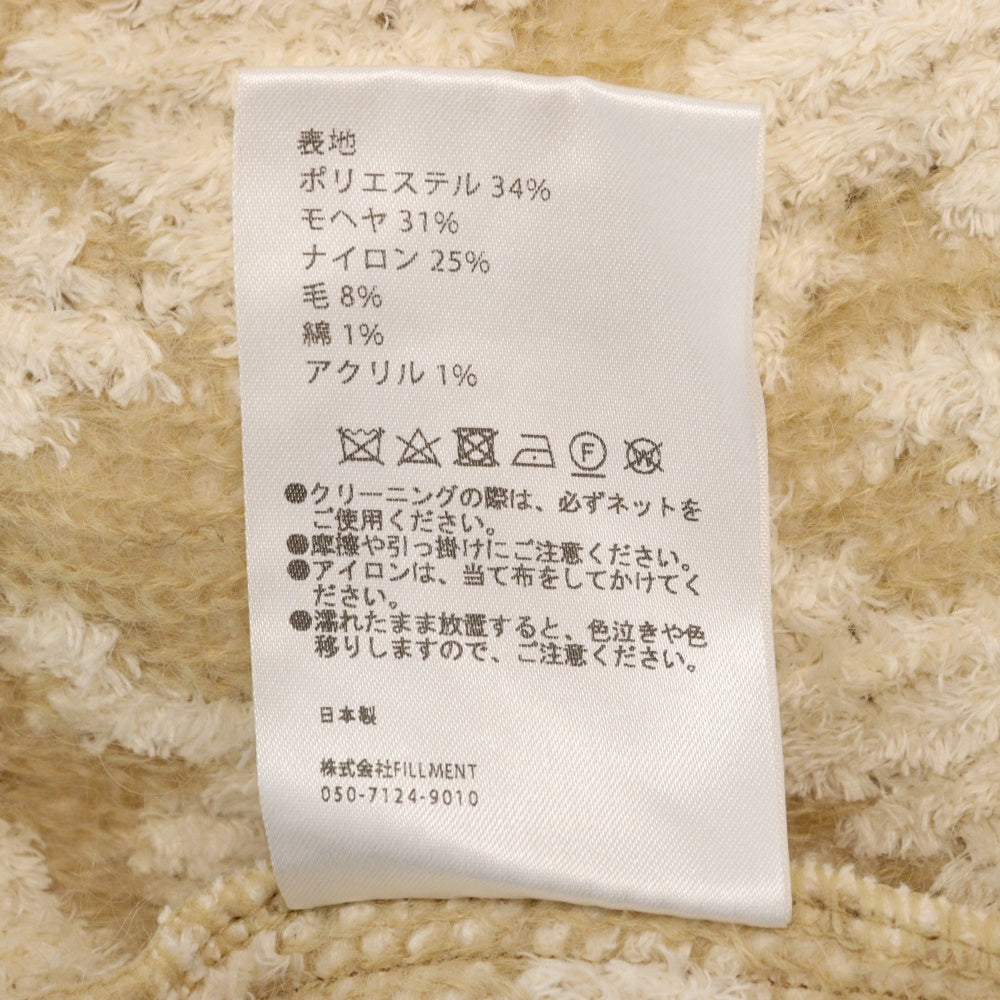 表地
ポリエステル 34%
モヘヤ 31%
ナイロン 25%
毛 8%
綿 1%
アクリル 1%
F W
●クリーニングの際は、必ずネットを
ご使用ください。
●摩擦や引っ掛けにご注意ください。
●アイロンは、当て布をしてかけてく
ださい。
●濡れたまま放置すると、色泣きや色
移りしますので、ご注意ください。
日本製
株式会社FILLMENT
050-7124-9010